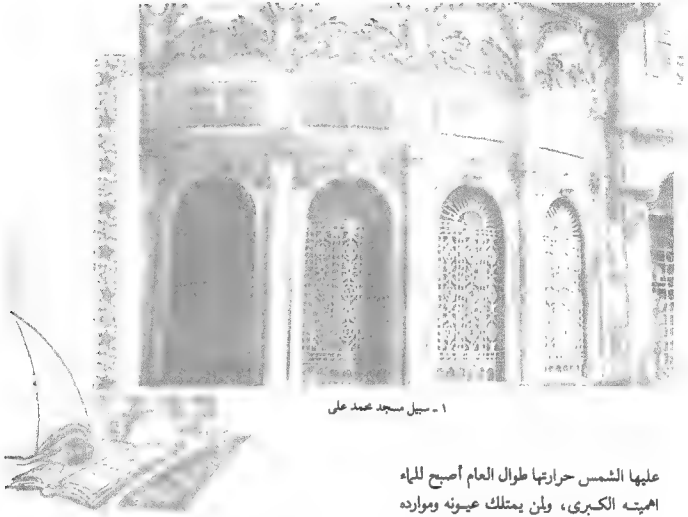 ١ - سبيل مسجد محمد على
عليها الشمس حرارتها طوال العام أصبح للماء
اهميته الكبرى، ولمن يمتلك عيونه وموارده